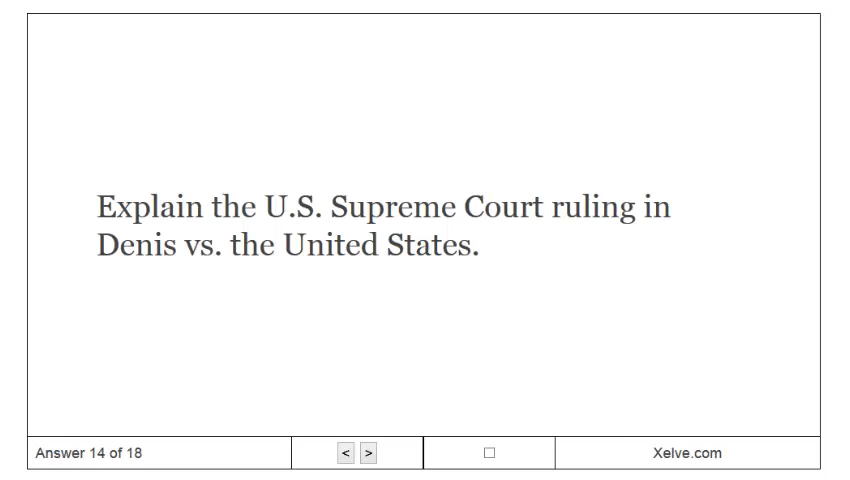 Explain the U.S. Supreme Court ruling in
Denis vs. the United States.
Answer 14 of 18
< >
Xelve.com